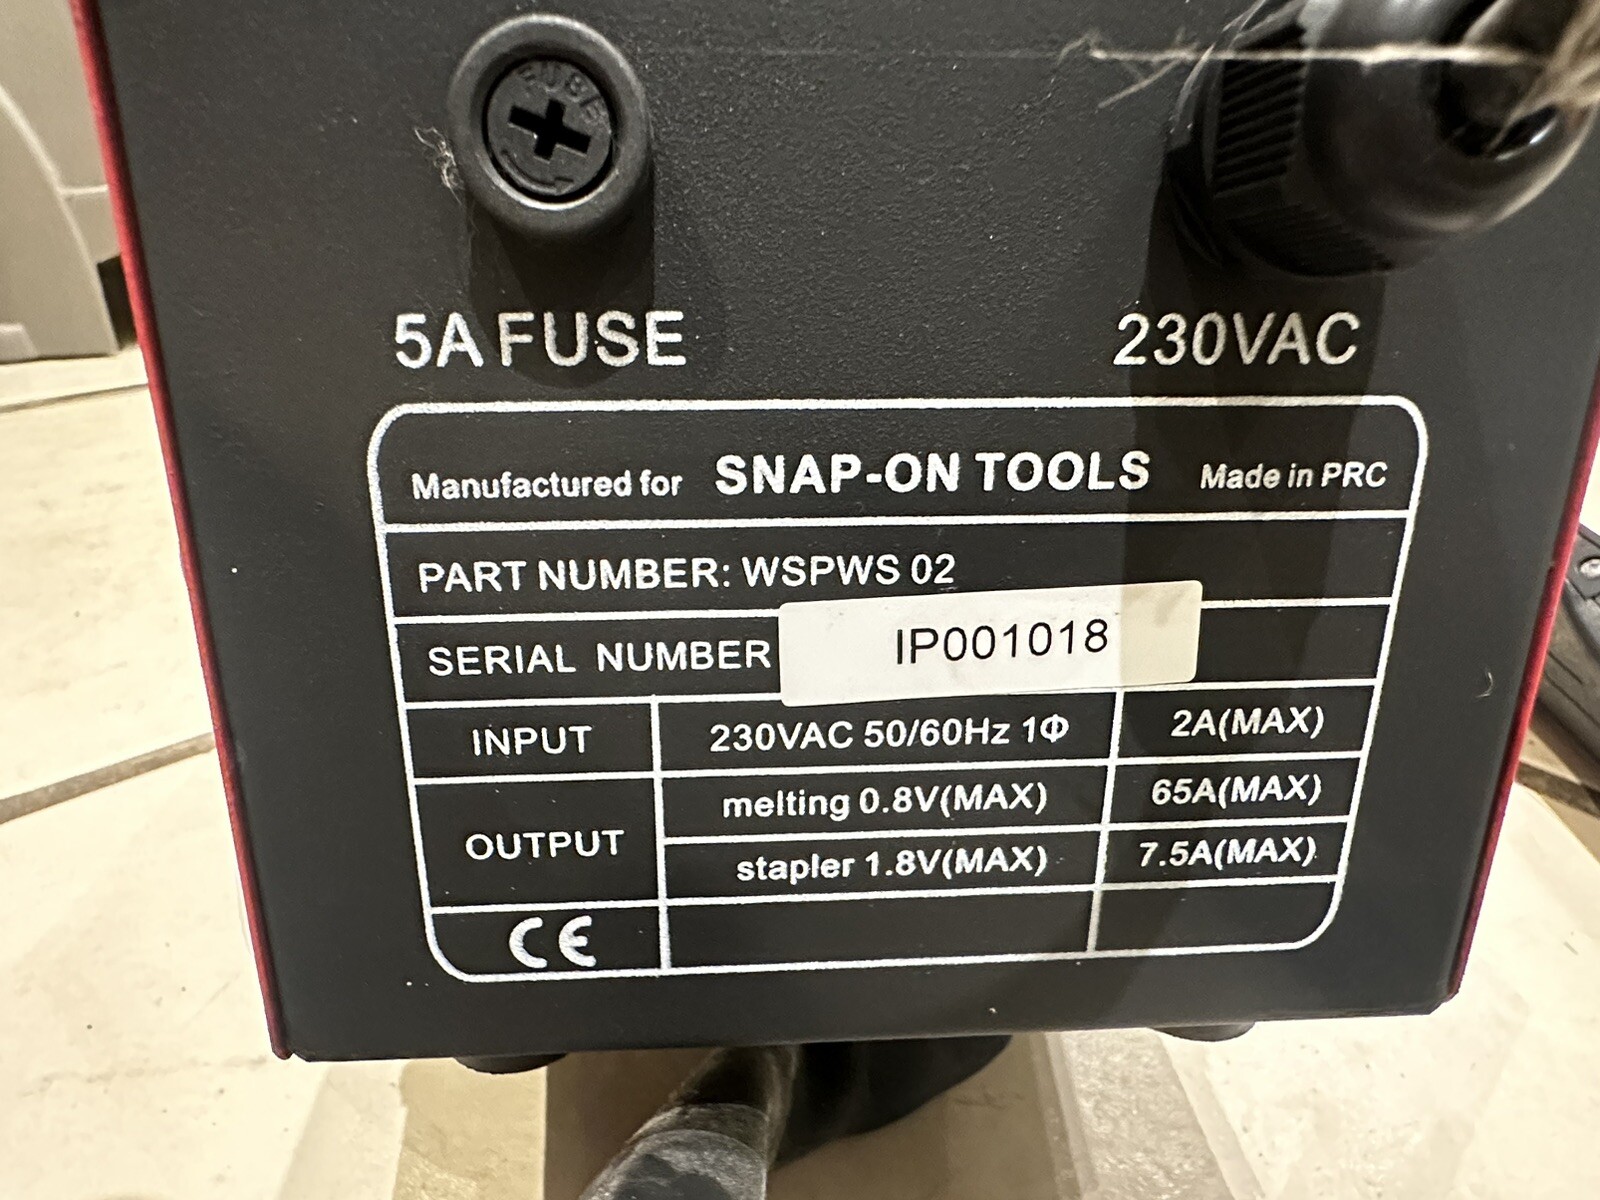 FUSE
5A FUSE
230VAC
Manufactured for SNAP-ON TOOLS Made in PRC
PART NUMBER: WSPWS 02
SERIAL NUMBER IP001018
INPUT 230VAC 50/60Hz 1Φ 2A(MAX)
OUTPUT melting 0.8V(MAX) 65A(MAX)
stapler 1.8V(MAX) 7.5A(MAX)
CE